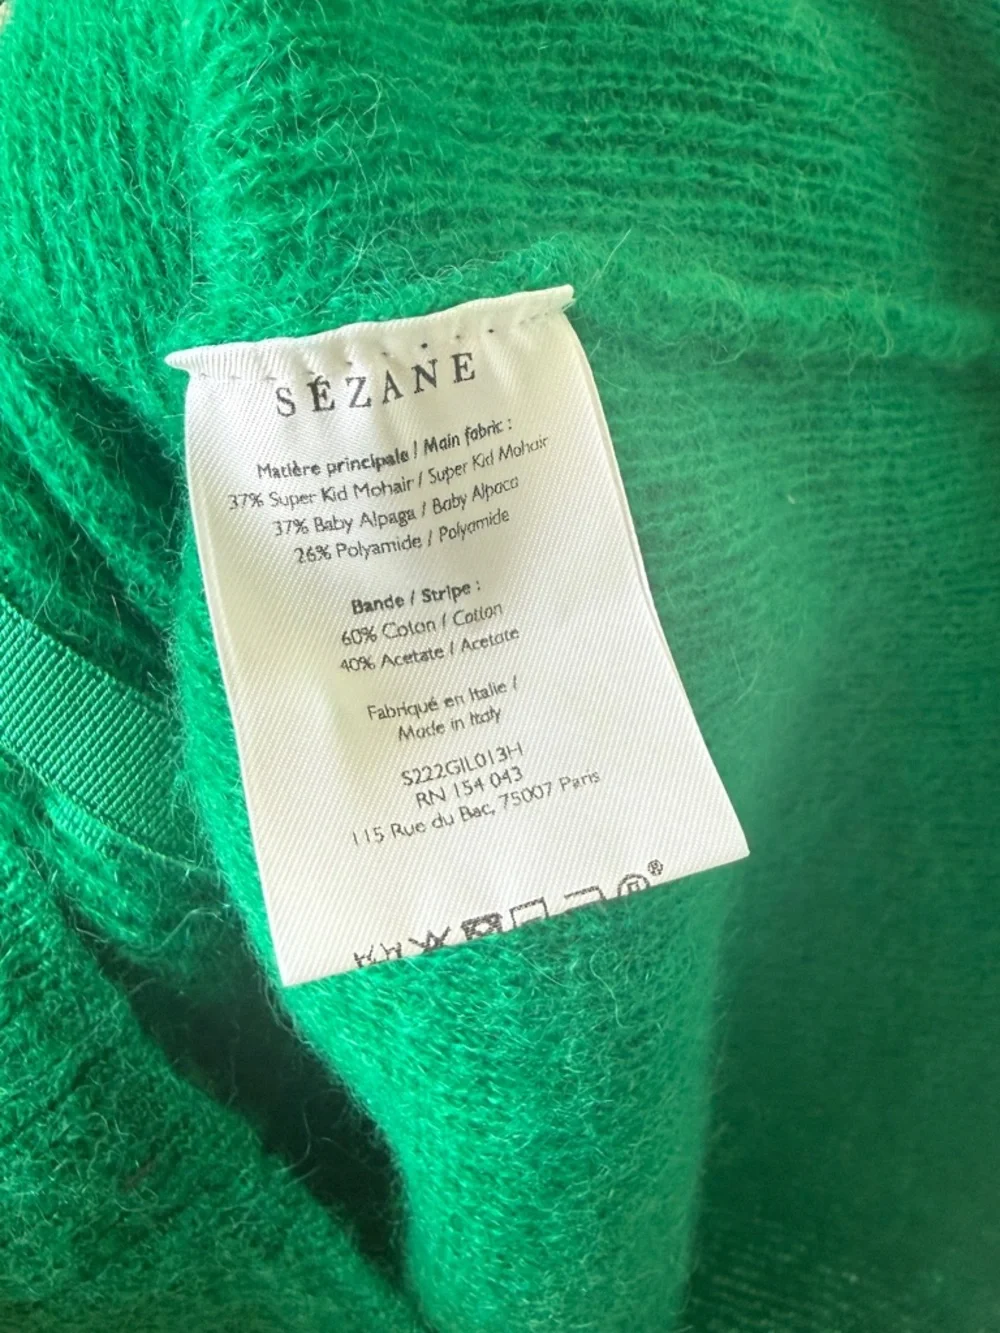 SÉZANE
Matière principale / Main fabric :
37% Super Kid Mohair / Super Kid Mohair
37% Baby Alpaga / Baby Alpaca
26% Polyamide / Polyamide
Bande / Stripe :
60% Coton / Cotton
40% Acetate / Acetate
Fabriqué en Italie /
Made in Italy
S222GIL013H
RN 154 043
115 Rue du Bac, 75007 Paris